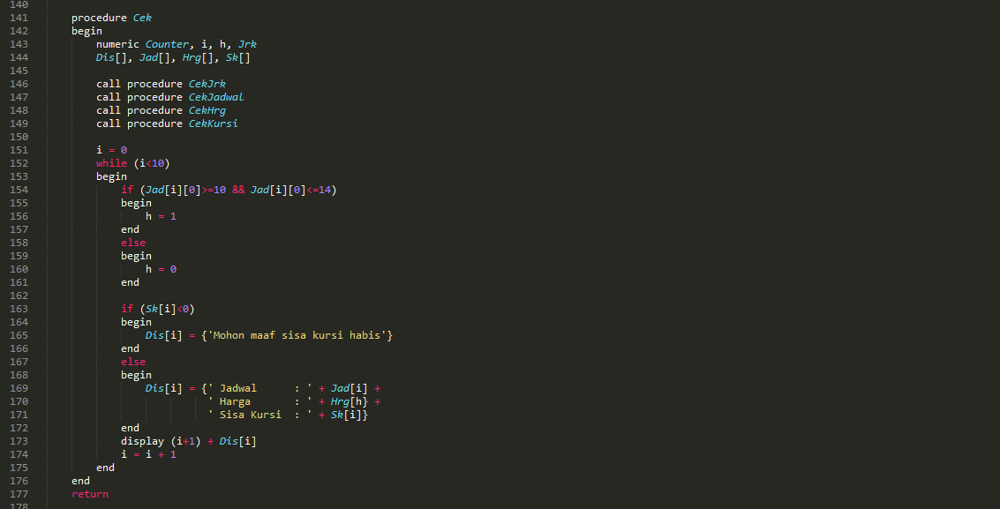 140
141 procedure Cek
142 begin
143 numeric Counter, i, h, Jrk
144 Dis[], Jad[], Hrg[], Sk[]
145
146 call procedure CekJrk
147 call procedure CekJadwal
148 call procedure CekHrg
149 call procedure CekKursi
150
151 i = 0
152 while (i<10)
153 begin
154 if (Jad[i][0]>=10 && Jad[i][0]<=14)
155 begin
156 h = 1
157 end
158 else
159 begin
160 h = 0
161 end
162
163 if (Sk[i]<0)
164 begin
165 Dis[i] = {'Mohon maaf sisa kursi habis'}
166 end
167 else
168 begin
169 Dis[i] = {' Jadwal : ' + Jad[i] +
170 ' Harga : ' + Hrg[h} +
171 ' Sisa Kursi : ' + Sk[i]}
172 end
173 display (i+1) + Dis[i]
174 i = i + 1
175 end
176 end
177 return
178